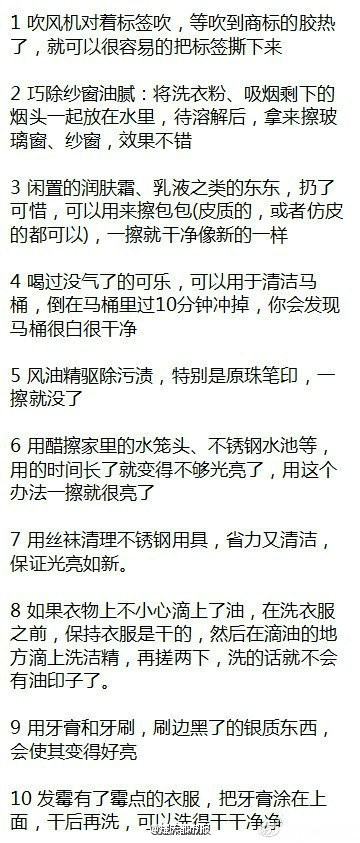 1 吹风机对着标签吹，等吹到商标的胶热
了，就可以很容易的把标签撕下来
2 巧除纱窗油腻：将洗衣粉、吸烟剩下的
烟头一起放在水里，待溶解后，拿来擦玻
璃窗、纱窗，效果不错
3 闲置的润肤霜、乳液之类的东东，扔了
可惜，可以用来擦包包(皮质的，或者仿皮
的都可以)，一擦就干净像新的一样
4 喝过没气了的可乐，可以用于清洁马
桶，倒在马桶里过10分钟冲掉，你会发现
马桶很白很干净
5 风油精驱除污渍，特别是原珠笔印，一
擦就没了
6 用醋擦家里的水笼头、不锈钢水池等，
用的时间长了就变得不够光亮了，用这个
办法一擦就很亮了
7 用丝袜清理不锈钢用具，省力又清洁，
保证光亮如新。
8 如果衣物上不小心滴上了油，在洗衣服
之前，保持衣服是干的，然后在滴油的地
方滴上洗洁精，再搓两下，洗的话就不会
有油印子了。
9 用牙膏和牙刷，刷边黑了的银质东西，
会使其变得好亮
10 发霉有了霉点的衣服，把牙膏涂在上
面，干后再洗，可以洗得干干净净